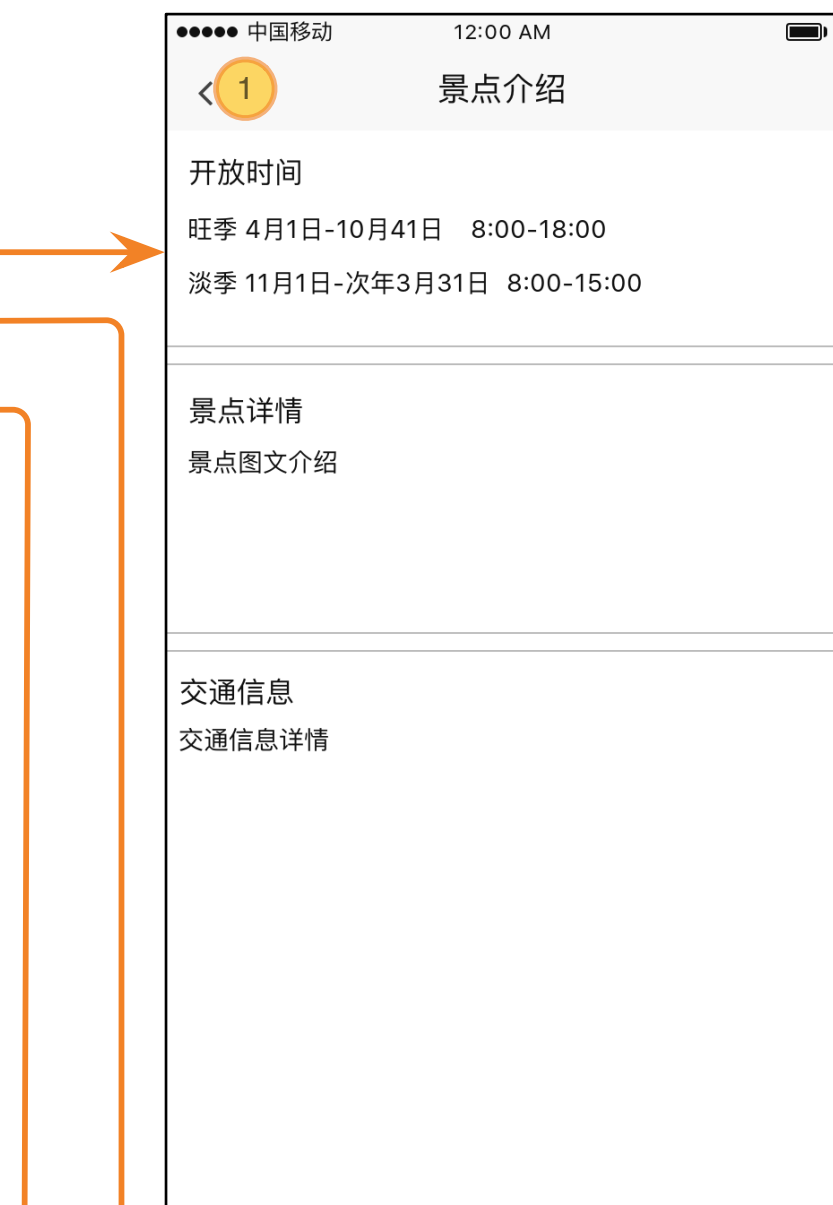 中国移动 12:00 AM
1 景点介绍
开放时间
旺季 4月1日-10月41日 8:00-18:00
淡季 11月1日-次年3月31日 8:00-15:00
景点详情
景点图文介绍
交通信息
交通信息详情